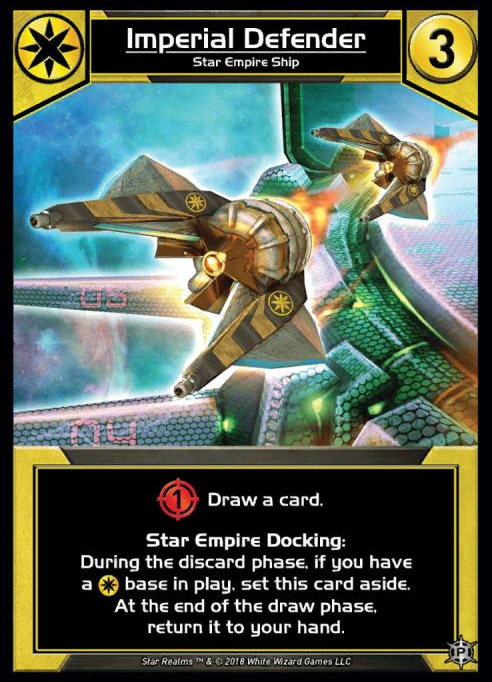 Imperial Defender
Star Empire Ship
3
03
04
1 Draw a card.
Star Empire Docking:
During the discard phase, if you have
a base in play, set this card aside.
At the end of the draw phase,
return it to your hand.
Star Realms™ & © 2018 White Wizard Games LLC
P